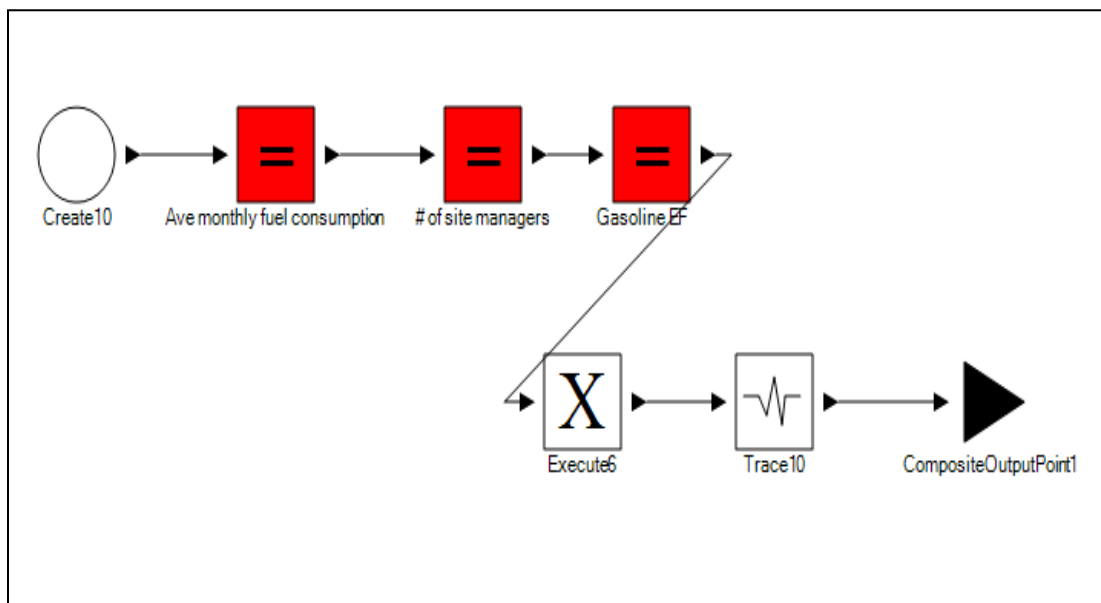 =
=
=
Create10
Ave monthly fuel consumption
# of site managers
Gasoline EF
X
Execute6
Trace10
CompositeOutputPoint1